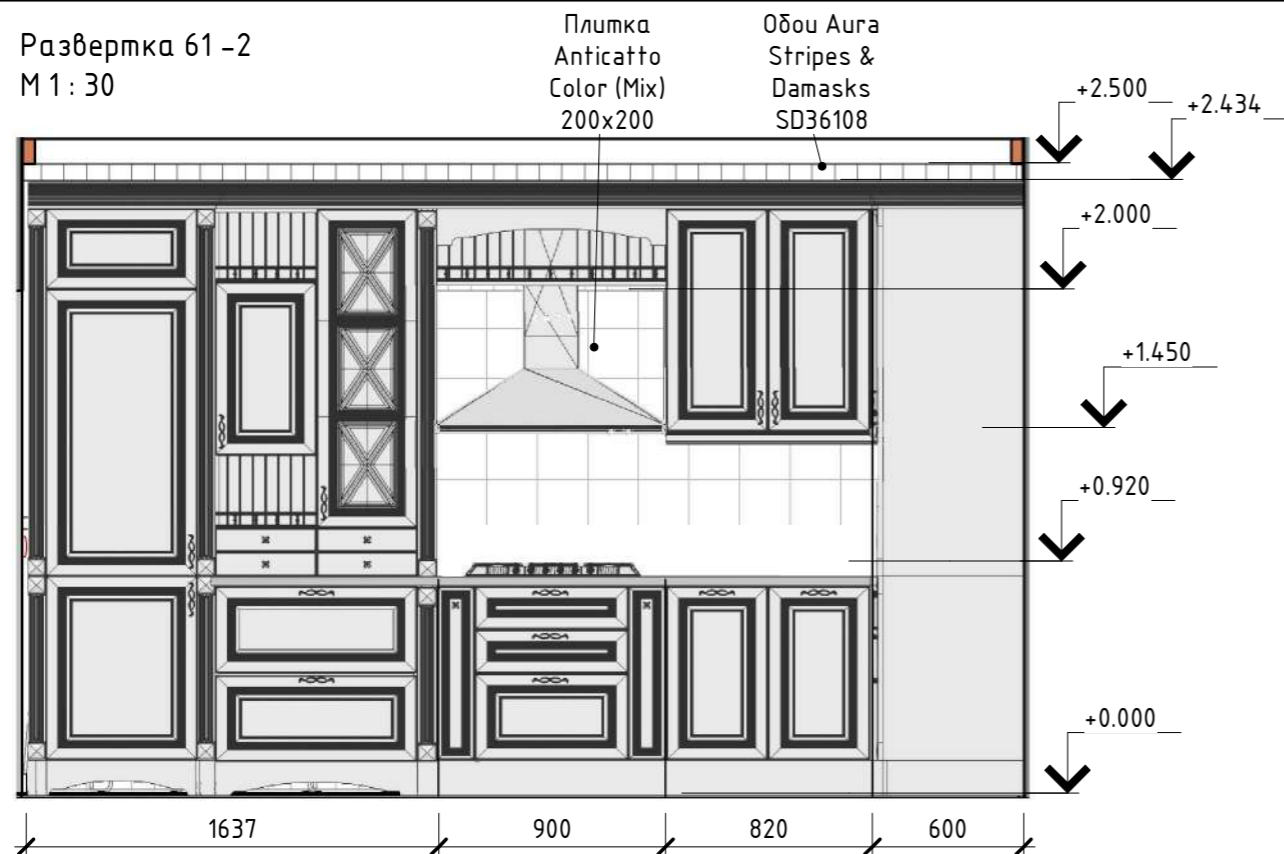 Развертка 61-2
М 1 : 30
Плитка
Anticatto
Color (Mix)
200x200
Обои Aura
Stripes &
Damasks
SD36108
+2.500
+2.434
+2.000
+1.450
+0.920
+0.000
1637
900
820
600